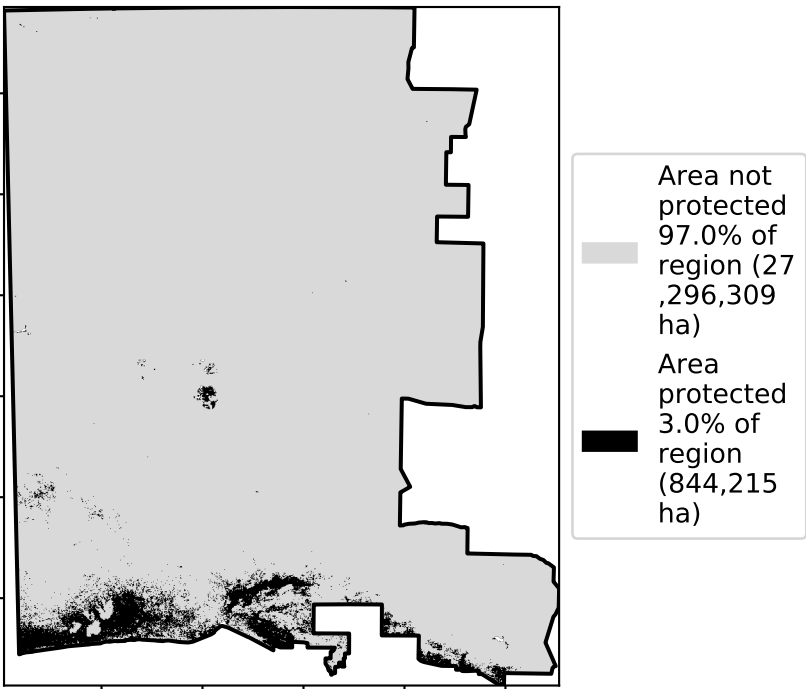 Area not
protected
97.0% of
region (27
,296,309
ha)
Area
protected
3.0% of
region
(844,215
ha)